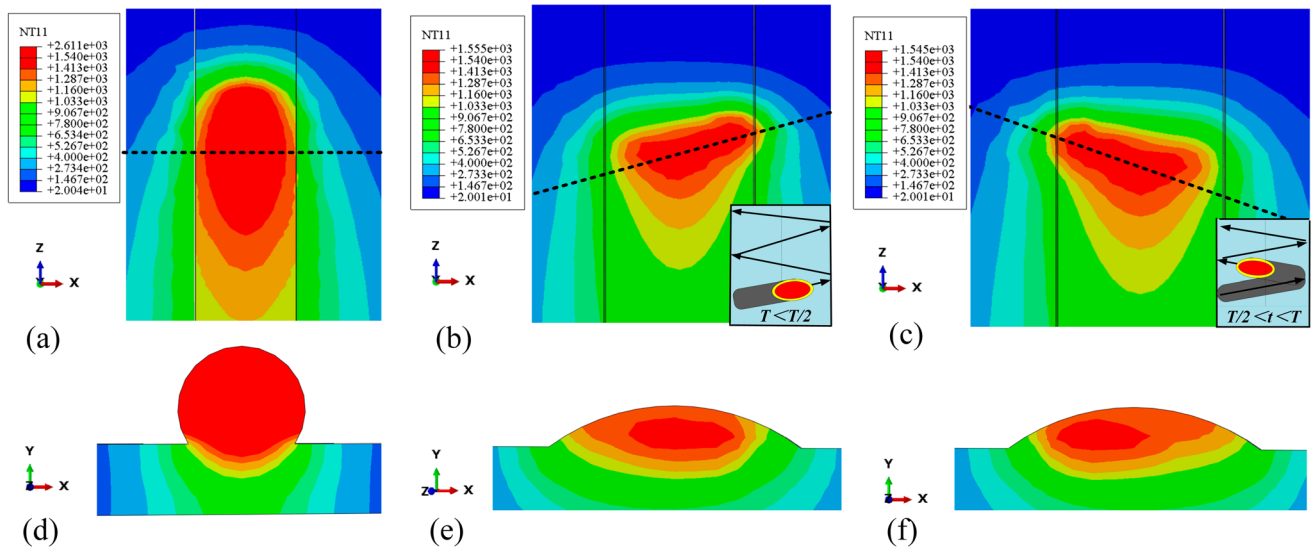 NT11
+2.611e+03
+1.540e+03
+1.413e+03
+1.287e+03
+1.160e+03
+1.033e+03
+9.067e+02
+7.800e+02
+6.534e+02
+5.267e+02
+4.000e+02
+2.734e+02
+1.467e+02
+2.004e+01
Z
Y
X
(a)
NT11
+1.555e+03
+1.540e+03
+1.413e+03
+1.287e+03
+1.160e+03
+1.033e+03
+9.067e+02
+7.800e+02
+6.533e+02
+5.267e+02
+4.000e+02
+2.733e+02
+1.467e+02
+2.001e+01
Z
Y
X
T<T/2
(b)
NT11
+1.545e+03
+1.540e+03
+1.413e+03
+1.287e+03
+1.160e+03
+1.033e+03
+9.067e+02
+7.800e+02
+6.533e+02
+5.267e+02
+4.000e+02
+2.733e+02
+1.467e+02
+2.001e+01
Z
Y
X
T/2<t<T
(c)
Y
Z
X
(d)
Y
Z
X
(e)
Y
Z
X
(f)